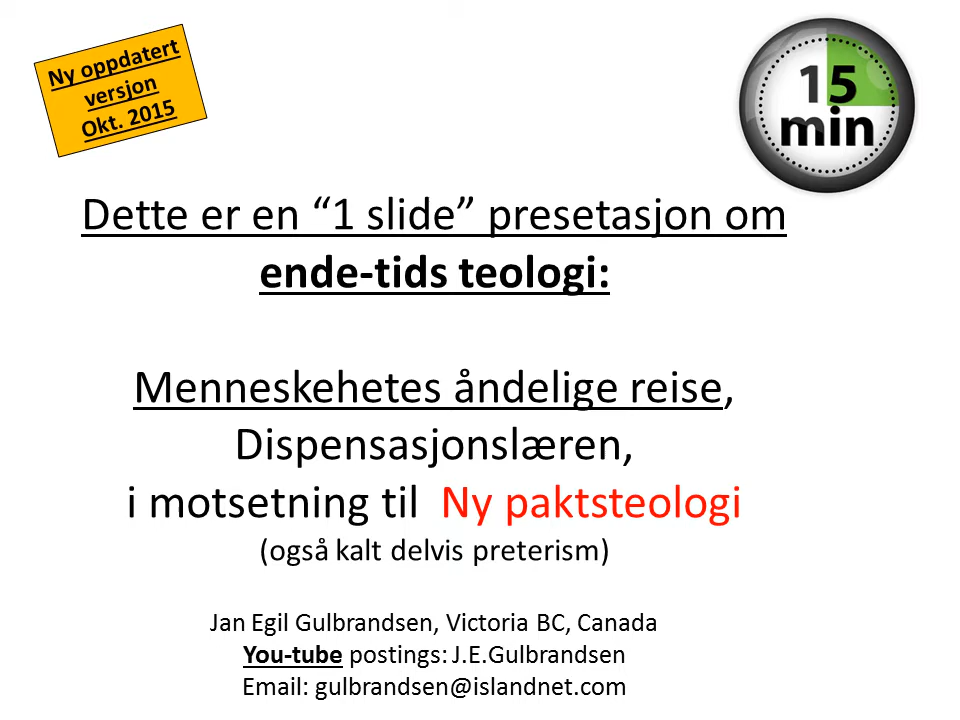 Ny oppdatert
versjon
Okt. 2015
15
min
Dette er en “1 slide” presetasjon om
ende-tids teologi:
Menneskehetes åndelige reise,
Dispensasjonslæren,
i motsetning til Ny paktsteologi
(også kalt delvis preterism)
Jan Egil Gulbrandsen, Victoria BC, Canada
You-tube postings: J.E.Gulbrandsen
Email: gulbrandsen@islandnet.com